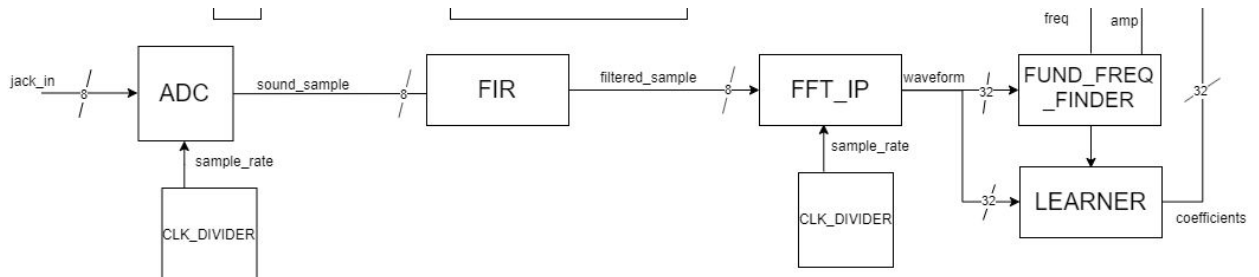 freq
amp
jack_in
8
ADC
sound_sample
8
FIR
filtered_sample
8
FFT_IP
waveform
32
FUND_FREQ
_FINDER
32
sample_rate
sample_rate
32
LEARNER
coefficients
CLK_DIVIDER
CLK_DIVIDER